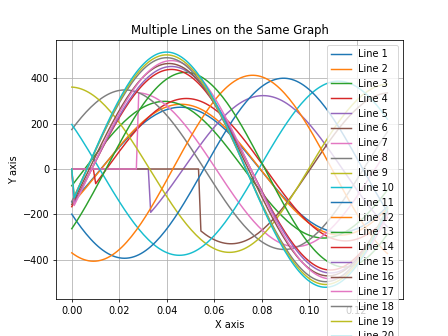 Multiple Lines on the Same Graph
Y axis
400
200
0
−200
−400
0.00
0.02
0.04
0.06
0.08
0.10
X axis
Line 1
Line 2
Line 3
Line 4
Line 5
Line 6
Line 7
Line 8
Line 9
Line 10
Line 11
Line 12
Line 13
Line 14
Line 15
Line 16
Line 17
Line 18
Line 19
Line 20